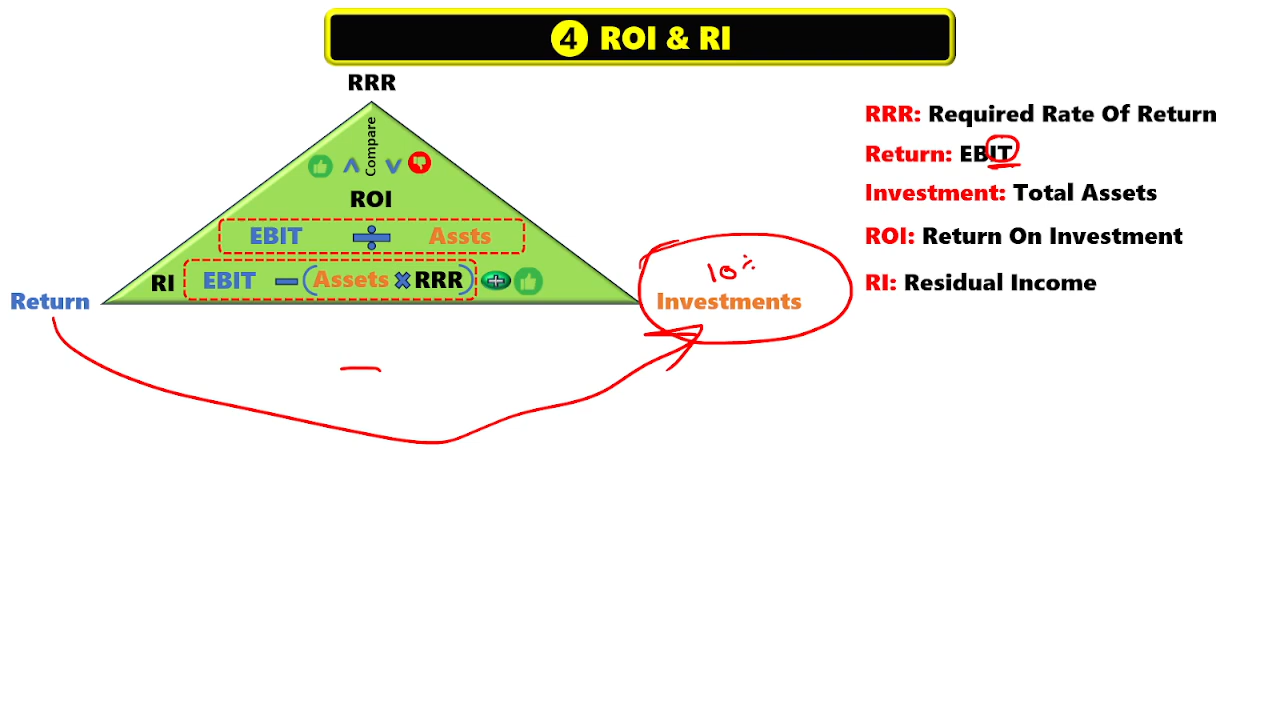 4 ROI & RI
RRR
Compare
ROI
EBIT ÷ Assts
RI EBIT − (Assets × RRR) +
Return
10%
Investments
RRR: Required Rate Of Return
Return: EBIT
Investment: Total Assets
ROI: Return On Investment
RI: Residual Income